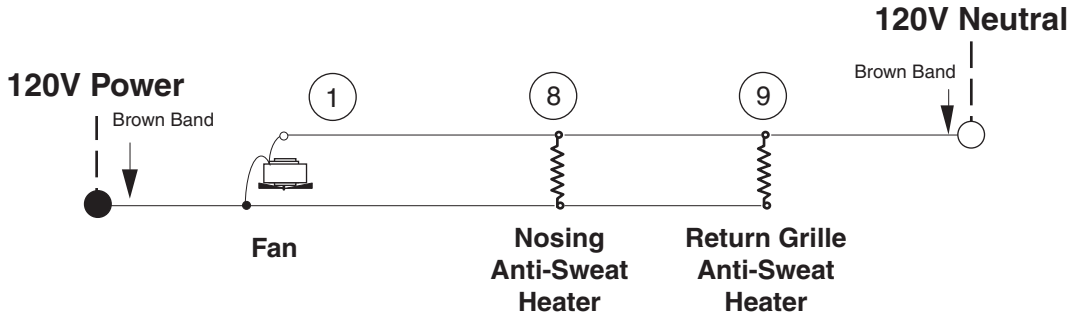 120V Neutral
120V Power
Brown Band
Brown Band
1
8
9
Fan
Nosing
Anti-Sweat
Heater
Return Grille
Anti-Sweat
Heater